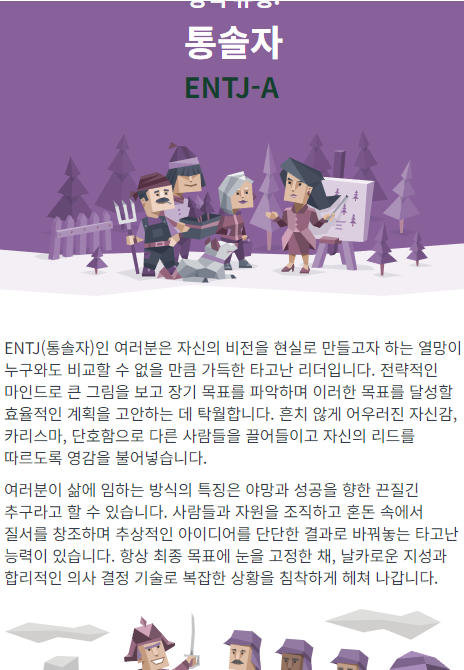 통솔자
ENTJ-A
ENTJ(통솔자)인 여러분은 자신의 비전을 현실로 만들고자 하는 열망이
누구와도 비교할 수 없을 만큼 가득한 타고난 리더입니다. 전략적인
마인드로 큰 그림을 보고 장기 목표를 파악하며 이러한 목표를 달성할
효율적인 계획을 고안하는 데 탁월합니다. 흔치 않게 어우러진 자신감,
카리스마, 단호함으로 다른 사람들을 끌어들이고 자신의 리드를
따르도록 영감을 불어넣습니다.
여러분이 삶에 임하는 방식의 특징은 야망과 성공을 향한 끈질긴
추구라고 할 수 있습니다. 사람들과 자원을 조직하고 혼돈 속에서
질서를 창조하며 추상적인 아이디어를 단단한 결과로 바꿔놓는 타고난
능력이 있습니다. 항상 최종 목표에 눈을 고정한 채, 날카로운 지성과
합리적인 의사 결정 기술로 복잡한 상황을 침착하게 헤쳐 나갑니다.